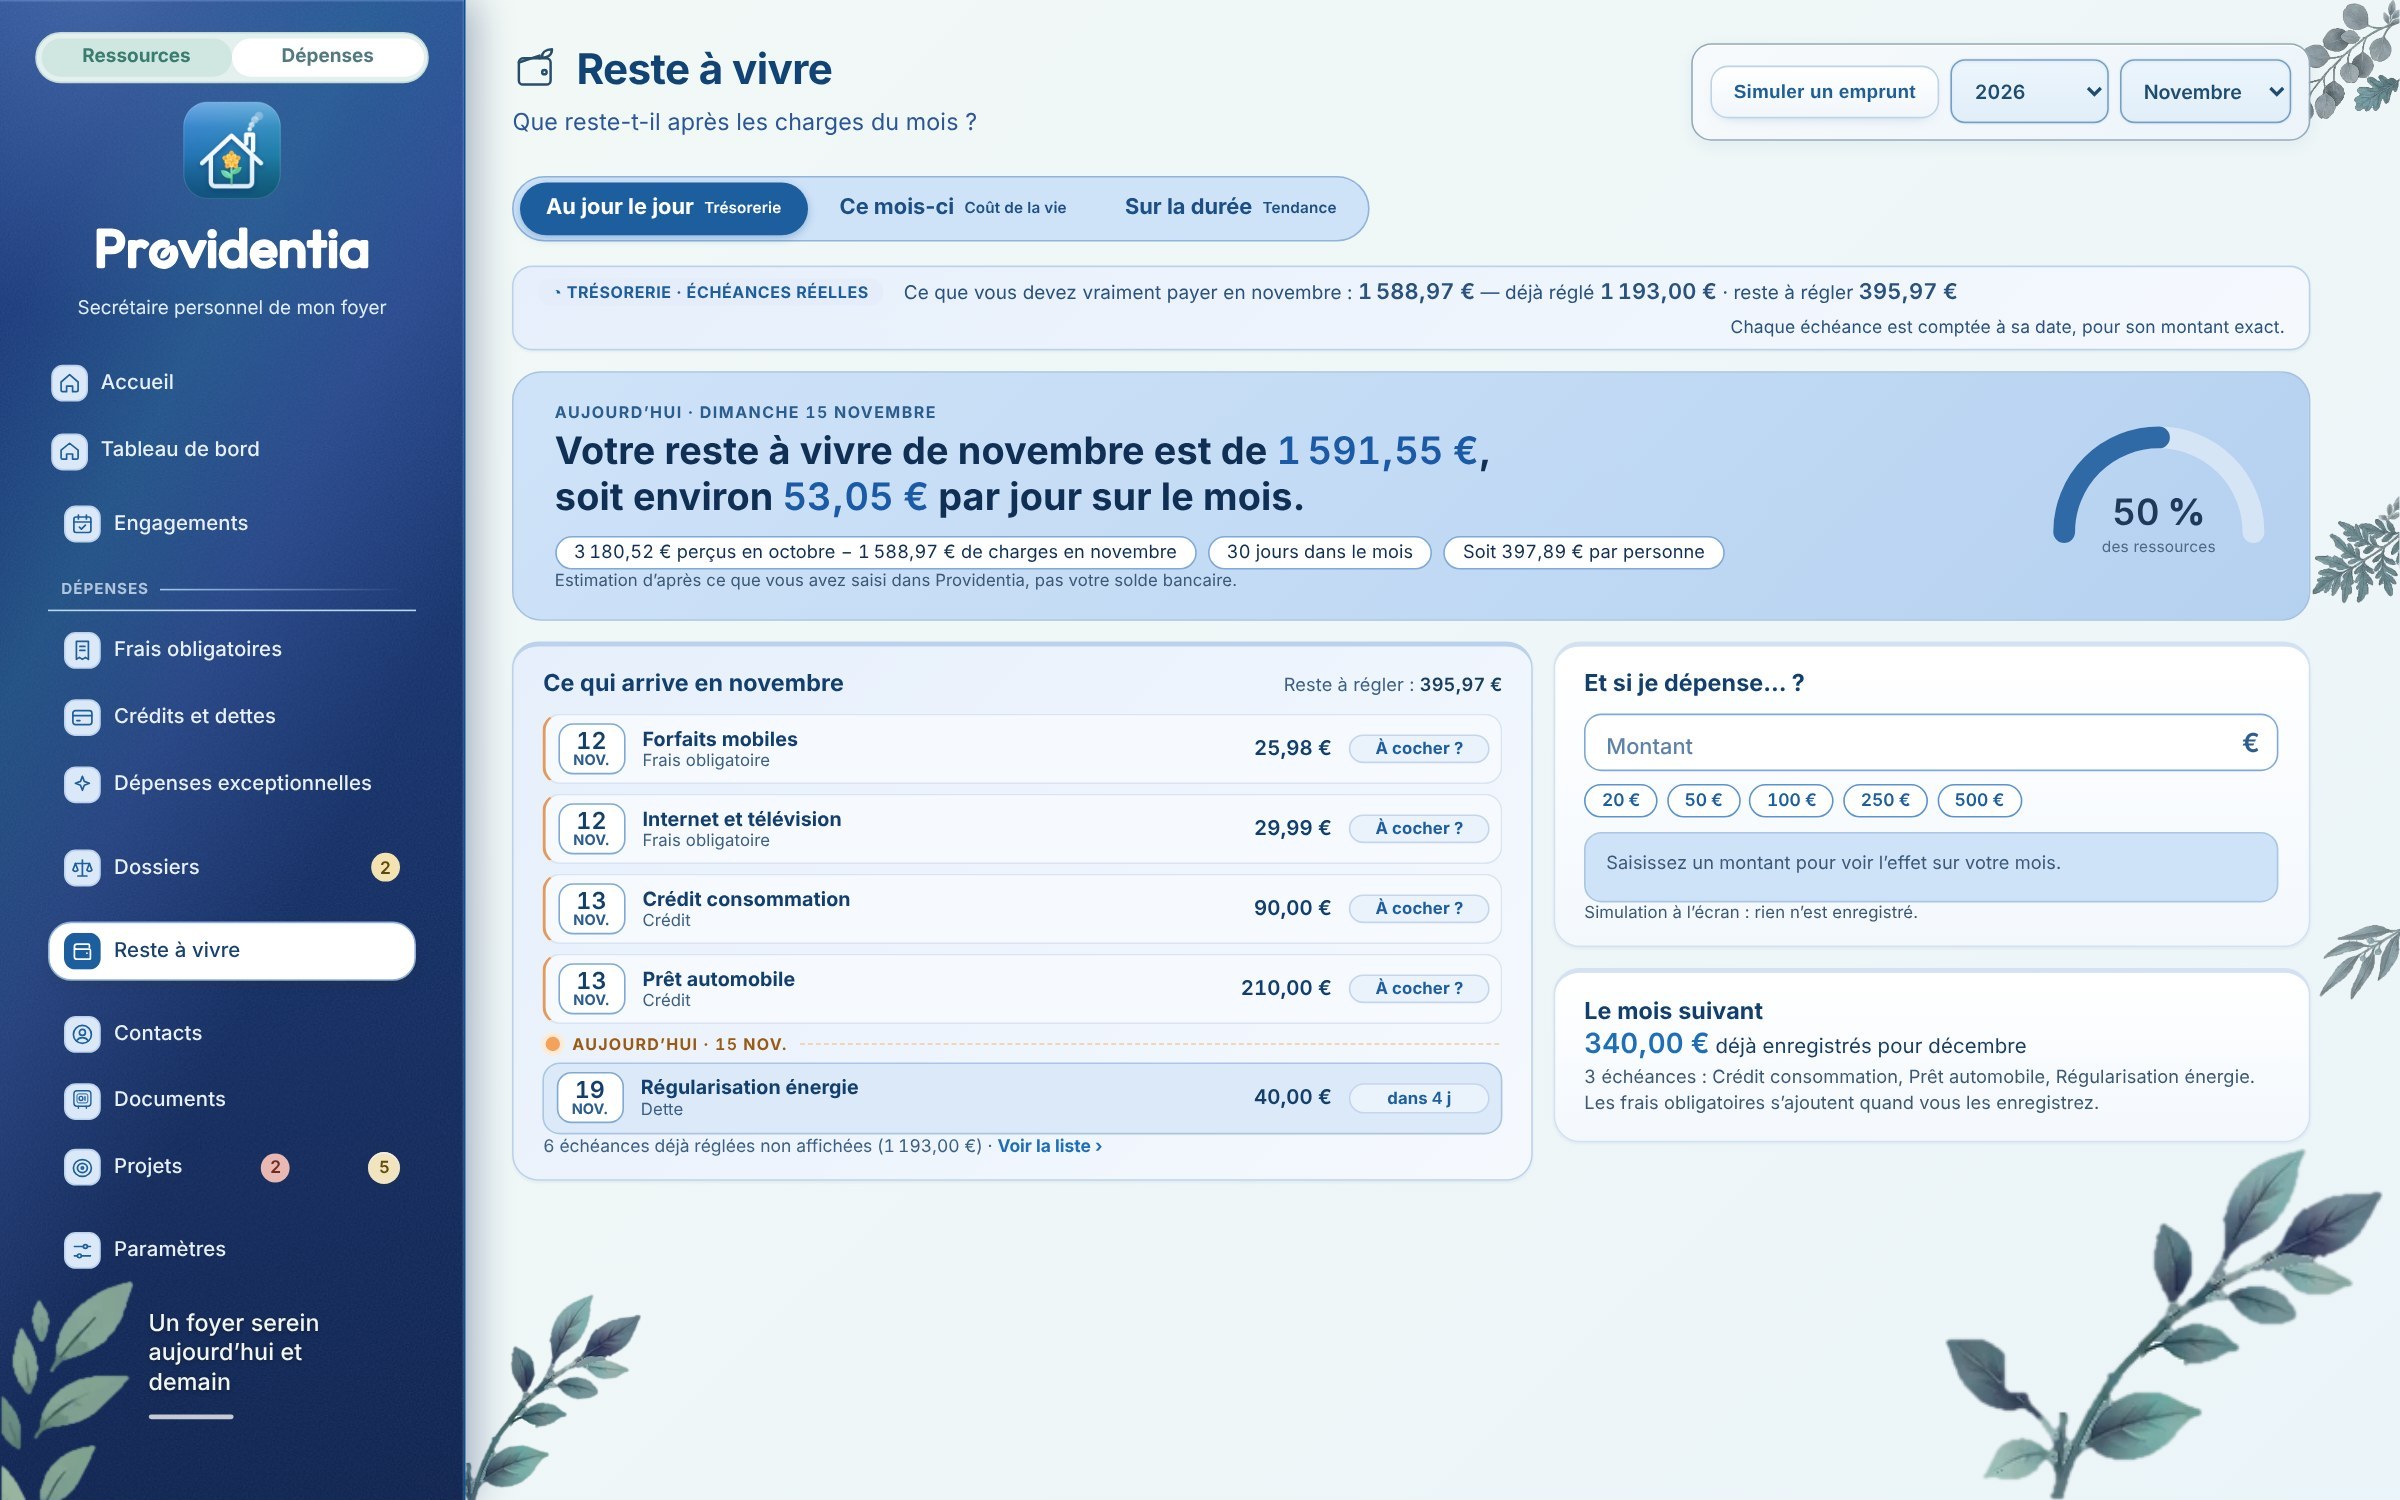 Ressources
Dépenses
Providentia
Secrétaire personnel de mon foyer
Accueil
Tableau de bord
Engagements
DÉPENSES
Frais obligatoires
Crédits et dettes
Dépenses exceptionnelles
Dossiers 2
Reste à vivre
Contacts
Documents
Projets 2 5
Paramètres
Un foyer serein
aujourd’hui et
demain
Reste à vivre
Que reste-t-il après les charges du mois ?
Simuler un emprunt
2026
Novembre
Au jour le jour Trésorerie
Ce mois-ci Coût de la vie
Sur la durée Tendance
TRÉSORERIE · ÉCHÉANCES RÉELLES
Ce que vous devez vraiment payer en novembre : 1 588,97 € — déjà réglé 1 193,00 € · reste à régler 395,97 €
Chaque échéance est comptée à sa date, pour son montant exact.
AUJOURD’HUI · DIMANCHE 15 NOVEMBRE
Votre reste à vivre de novembre est de 1 591,55 €,
soit environ 53,05 € par jour sur le mois.
3 180,52 € perçus en octobre − 1 588,97 € de charges en novembre
30 jours dans le mois
Soit 397,89 € par personne
Estimation d’après ce que vous avez saisi dans Providentia, pas votre solde bancaire.
50 %
des ressources
Ce qui arrive en novembre
Reste à régler : 395,97 €
12 NOV.
Forfaits mobiles
Frais obligatoire
25,98 €
À cocher ?
12 NOV.
Internet et télévision
Frais obligatoire
29,99 €
À cocher ?
13 NOV.
Crédit consommation
Crédit
90,00 €
À cocher ?
13 NOV.
Prêt automobile
Crédit
210,00 €
À cocher ?
AUJOURD’HUI · 15 NOV.
19 NOV.
Régularisation énergie
Dette
40,00 €
dans 4 j
6 échéances déjà réglées non affichées (1 193,00 €) · Voir la liste ›
Et si je dépense… ?
Montant €
20 €
50 €
100 €
250 €
500 €
Saisissez un montant pour voir l’effet sur votre mois.
Simulation à l’écran : rien n’est enregistré.
Le mois suivant
340,00 € déjà enregistrés pour décembre
3 échéances : Crédit consommation, Prêt automobile, Régularisation énergie.
Les frais obligatoires s’ajoutent quand vous les enregistrez.